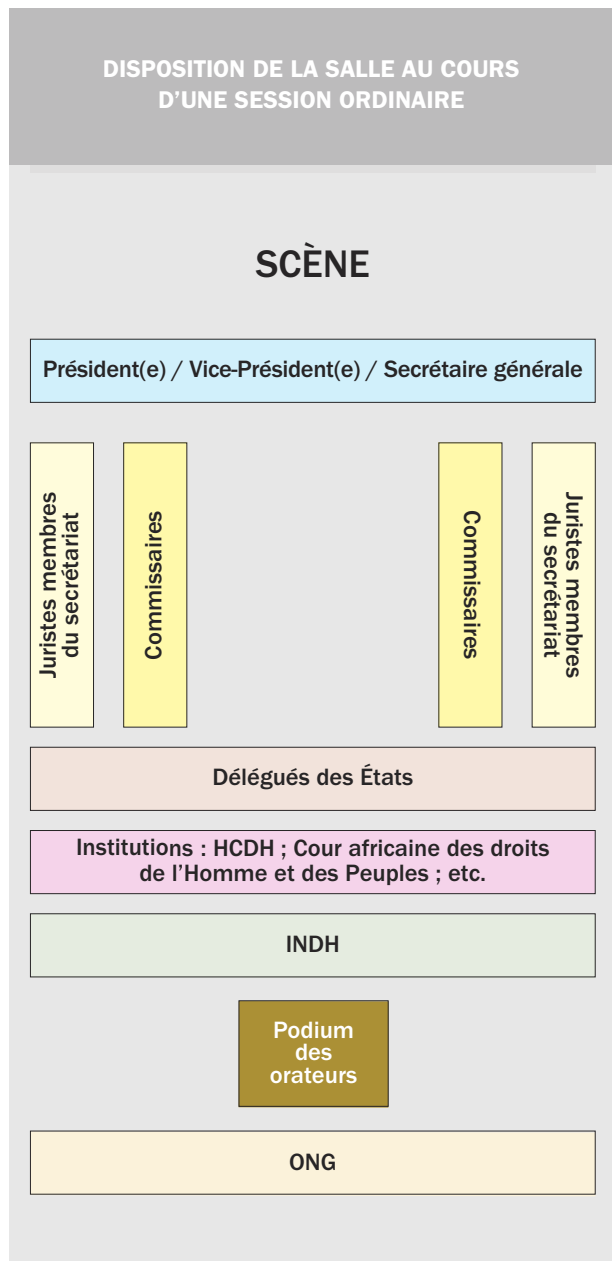 DISPOSITION DE LA SALLE AU COURS
D’UNE SESSION ORDINAIRE
SCÈNE
Président(e) / Vice-Président(e) / Secrétaire générale
Juristes membres
du secrétariat
Commissaires
Commissaires
Juristes membres
du secrétariat
Délégués des États
Institutions : HCDH ; Cour africaine des droits
de l’Homme et des Peuples ; etc.
INDH
Podium
des
orateurs
ONG